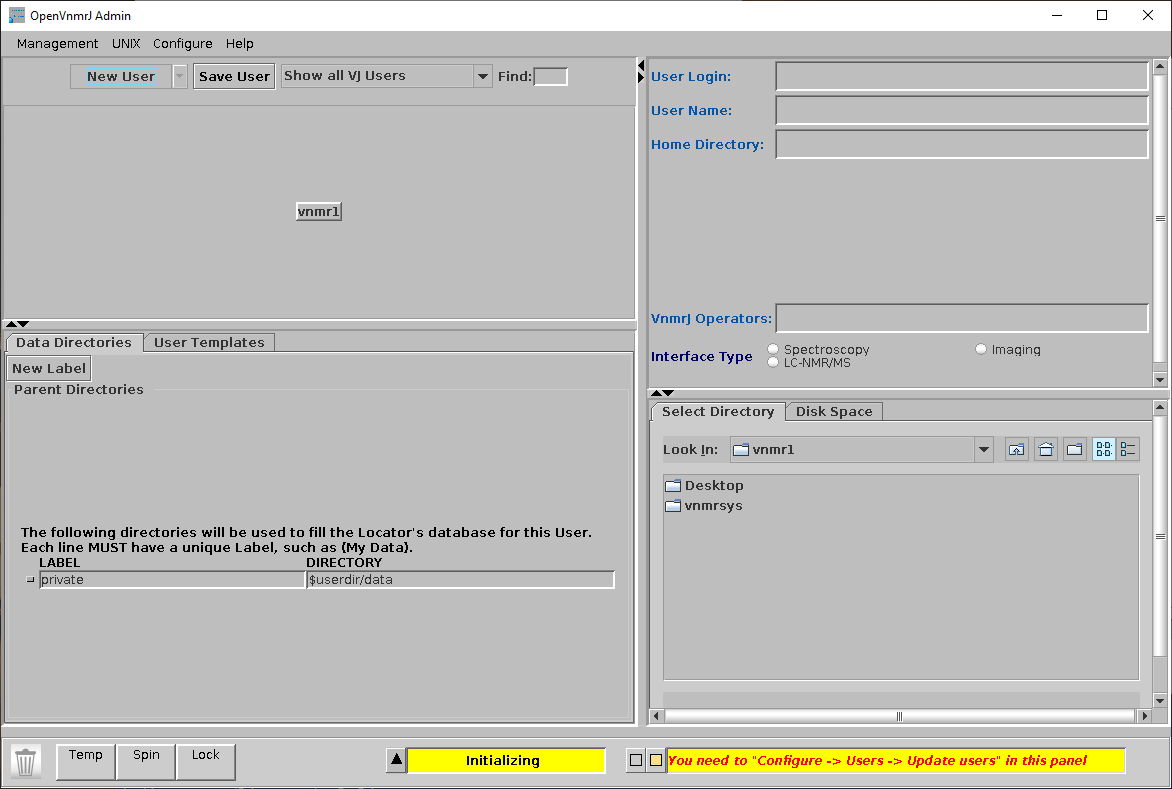 OpenVnmrJ Admin
Management UNIX Configure Help
New User Save User Show all VJ Users Find:
vnmr1
Data Directories User Templates
New Label
Parent Directories
The following directories will be used to fill the Locator's database for this User.
Each line MUST have a unique Label, such as {My Data}.
LABEL DIRECTORY
private $userdir/data
User Login:
User Name:
Home Directory:
VnmrJ Operators:
Interface Type Spectroscopy Imaging
LC-NMR/MS
Select Directory Disk Space
Look In: vnmr1
Desktop
vnmrsys
Temp Spin Lock Initializing You need to "Configure -> Users -> Update users" in this panel